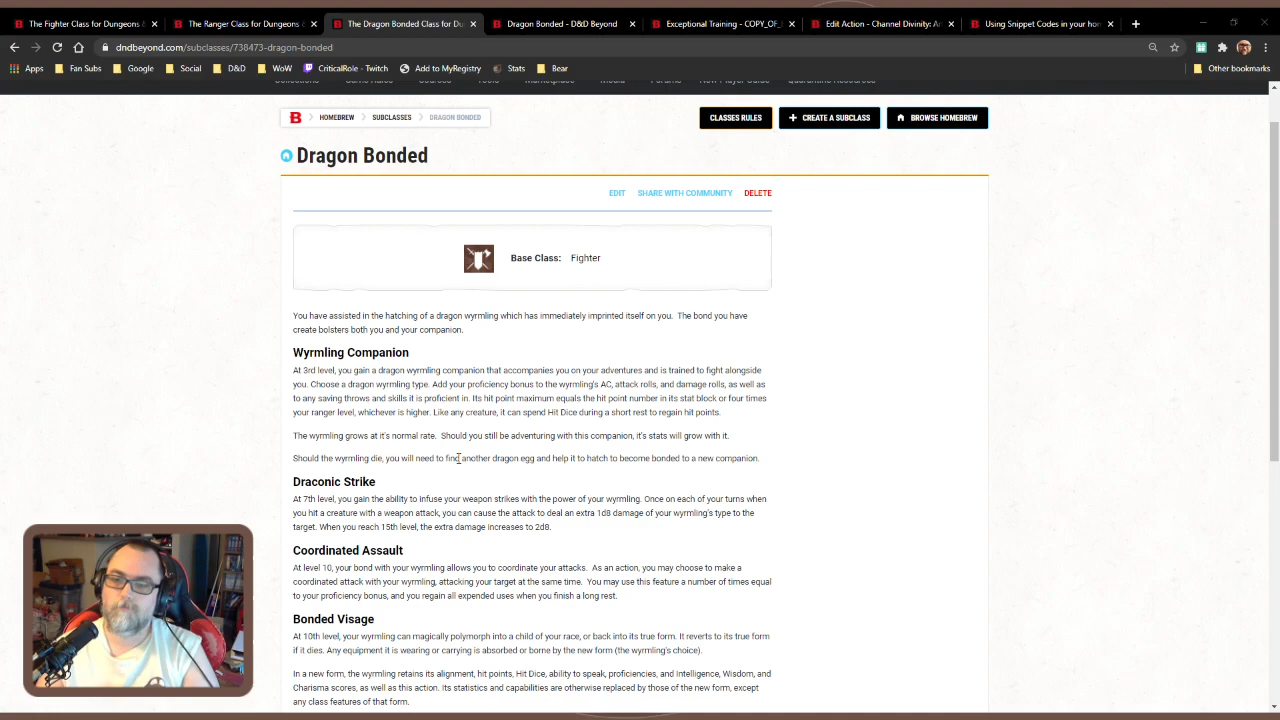 The Fighter Class for Dungeons &
The Ranger Class for Dungeons &
The Dragon Bonded Class for Du
Dragon Bonded - D&D Beyond
Exceptional Training - COPY_OF_
Edit Action - Channel Divinity: A
Using Snippet Codes in your hom
dndbeyond.com/subclasses/738473-dragon-bonded
Apps
Fan Subs
Google
Social
D&D
WoW
CriticalRole - Twitch
Add to MyRegistry
Stats
Bear
Other bookmarks
HOMEBREW
SUBCLASSES
DRAGON BONDED
CLASSES RULES
CREATE A SUBCLASS
BROWSE HOMEBREW
Dragon Bonded
EDIT
SHARE WITH COMMUNITY
DELETE
Base Class: Fighter
You have assisted in the hatching of a dragon wyrmling which has immediately imprinted itself on you. The bond you have
create bolsters both you and your companion.
Wyrmling Companion
At 3rd level, you gain a dragon wyrmling companion that accompanies you on your adventures and is trained to fight alongside
you. Choose a dragon wyrmling type. Add your proficiency bonus to the wyrmling's AC, attack rolls, and damage rolls, as well as
to any saving throws and skills it is proficient in. Its hit point maximum equals the hit point number in its stat block or four times
your ranger level, whichever is higher. Like any creature, it can spend Hit Dice during a short rest to regain hit points.
The wyrmling grows at it's normal rate. Should you still be adventuring with this companion, it's stats will grow with it.
Should the wyrmling die, you will need to find another dragon egg and help it to hatch to become bonded to a new companion.
Draconic Strike
At 7th level, you gain the ability to infuse your weapon strikes with the power of your wyrmling. Once on each of your turns when
you hit a creature with a weapon attack, you can cause the attack to deal an extra 1d8 damage of your wyrmling's type to the
target. When you reach 15th level, the extra damage increases to 2d8.
Coordinated Assault
At level 10, your bond with your wyrmling allows you to coordinate your attacks. As an action, you may choose to make a
coordinated attack with your wyrmling, attacking your target at the same time. You may use this feature a number of times equal
to your proficiency bonus, and you regain all expended uses when you finish a long rest.
Bonded Visage
At 10th level, your wyrmling can magically polymorph into a child of your race, or back into its true form. It reverts to its true form
if it dies. Any equipment it is wearing or carrying is absorbed or borne by the new form (the wyrmling's choice).
In a new form, the wyrmling retains its alignment, hit points, Hit Dice, ability to speak, proficiencies, and Intelligence, Wisdom, and
Charisma scores, as well as this action. Its statistics and capabilities are otherwise replaced by those of the new form, except
any class features of that form.